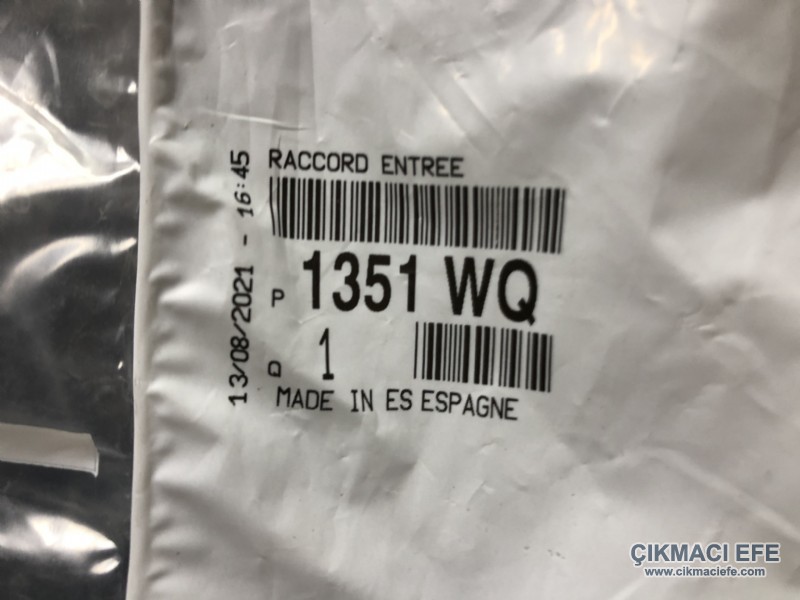 RACCORD ENTREE
13/08/2021 - 16:45
P 1351 WQ
Q 1
MADE IN ES ESPAGNE
ÇIKMACI EFE
www.cikmaciefe.com